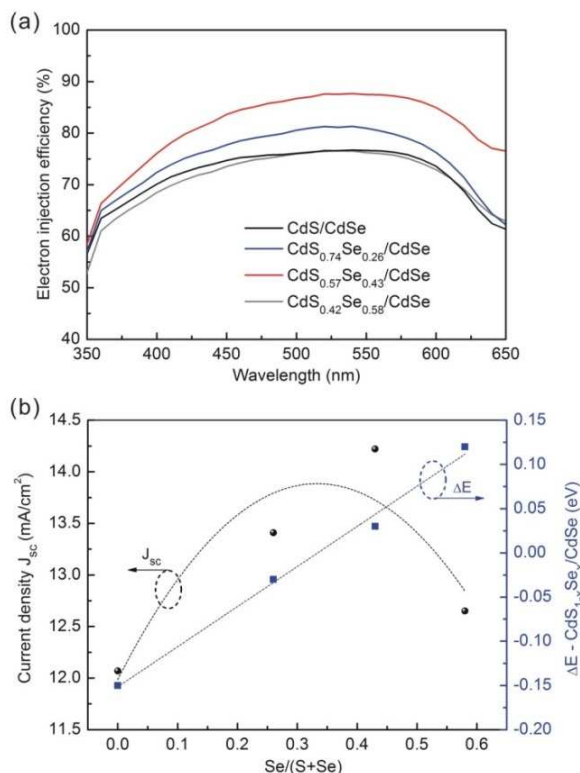 (a)
100
90
80
70
60
50
40
Electron injection efficiency (%)
CdS/CdSe
CdS0.74Se0.26/CdSe
CdS0.57Se0.43/CdSe
CdS0.42Se0.58/CdSe
350 400 450 500 550 600 650
Wavelength (nm)
(b)
14.5
14.0
13.5
13.0
12.5
12.0
11.5
Current density Jsc (mA/cm²)
Jsc
ΔE
0.15
0.10
0.05
0.00
-0.05
-0.10
-0.15
-0.20
ΔE - CdS1-xSex/CdSe (eV)
0.0 0.1 0.2 0.3 0.4 0.5 0.6
Se/(S+Se)